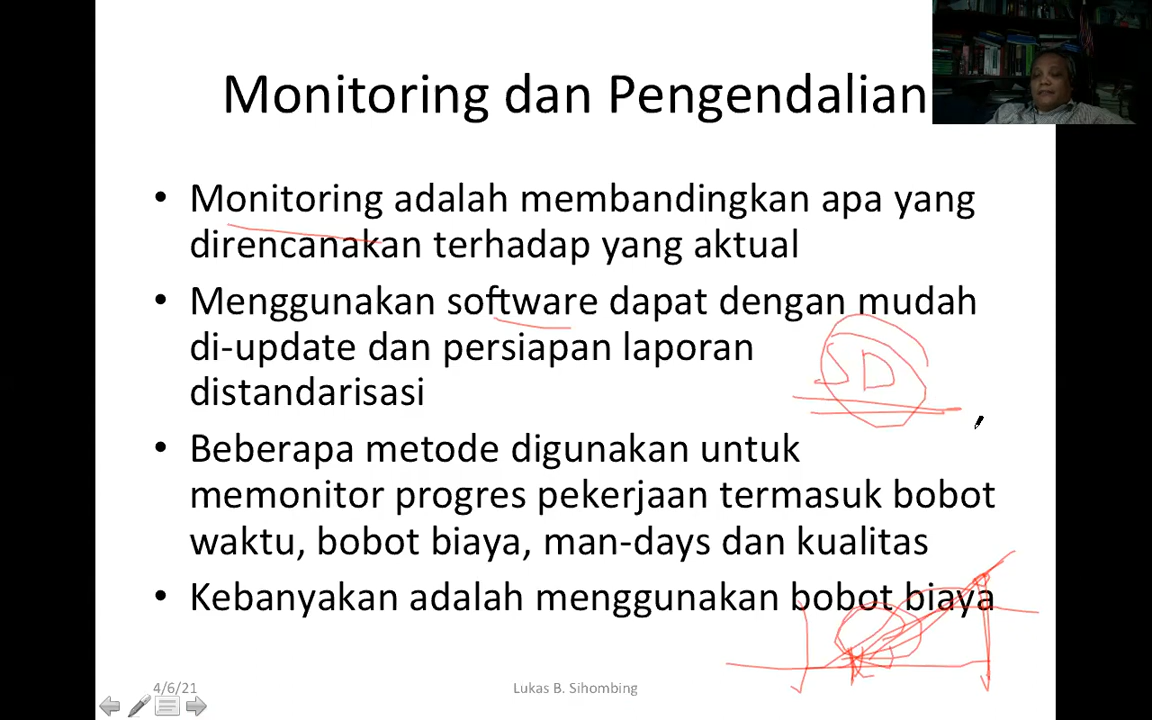 Monitoring dan Pengendalian
• Monitoring adalah membandingkan apa yang
direncanakan terhadap yang aktual
• Menggunakan software dapat dengan mudah
di-update dan persiapan laporan
distandarisasi
SD
• Beberapa metode digunakan untuk
memonitor progres pekerjaan termasuk bobot
waktu, bobot biaya, man-days dan kualitas
• Kebanyakan adalah menggunakan bobot biaya
4/6/21
Lukas B. Sihombing